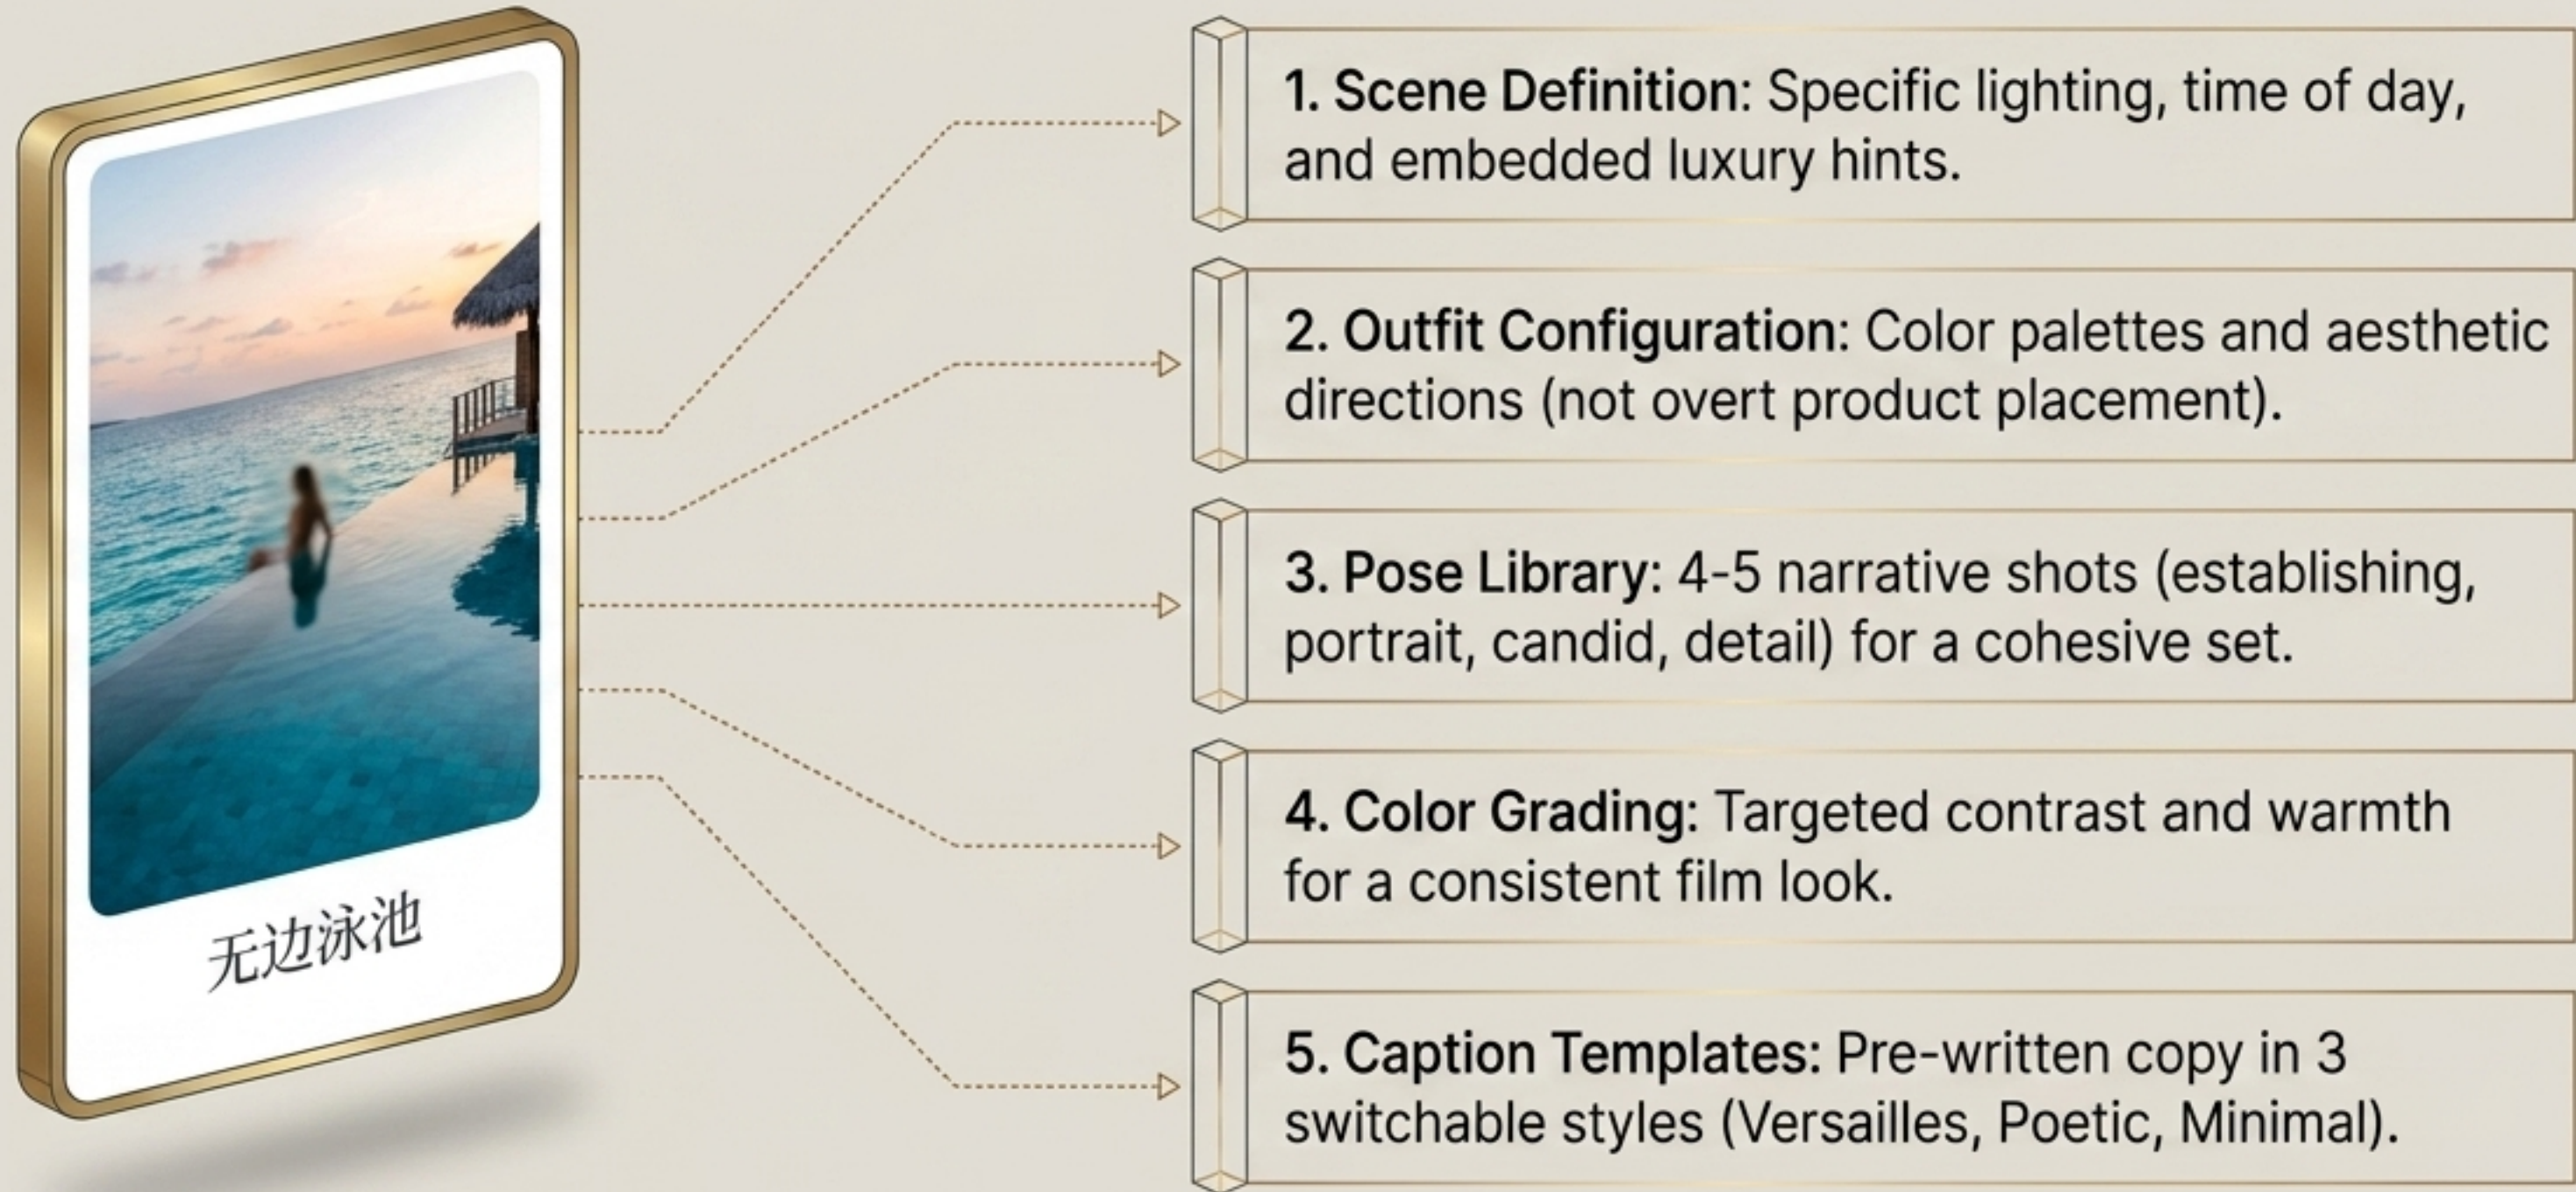 无边泳池
1. Scene Definition: Specific lighting, time of day,
and embedded luxury hints.
2. Outfit Configuration: Color palettes and aesthetic
directions (not overt product placement).
3. Pose Library: 4-5 narrative shots (establishing,
portrait, candid, detail) for a cohesive set.
4. Color Grading: Targeted contrast and warmth
for a consistent film look.
5. Caption Templates: Pre-written copy in 3
switchable styles (Versailles, Poetic, Minimal).